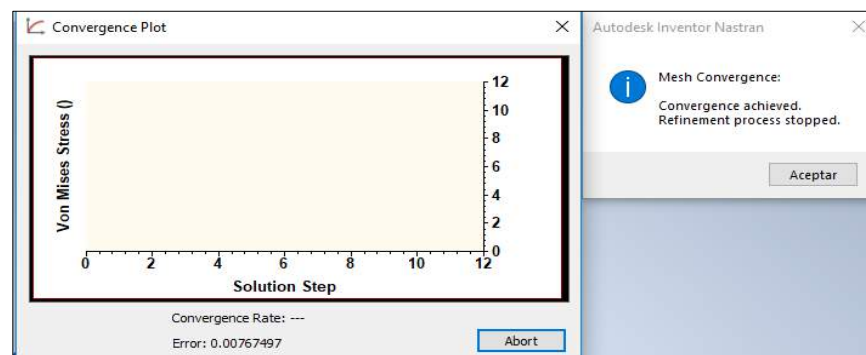 Convergence Plot
Von Mises Stress ()
12
10
8
6
4
2
0
0 2 4 6 8 10 12
Solution Step
Convergence Rate: ---
Error: 0.00767497
Abort
Autodesk Inventor Nastran
Mesh Convergence:
Convergence achieved.
Refinement process stopped.
Aceptar